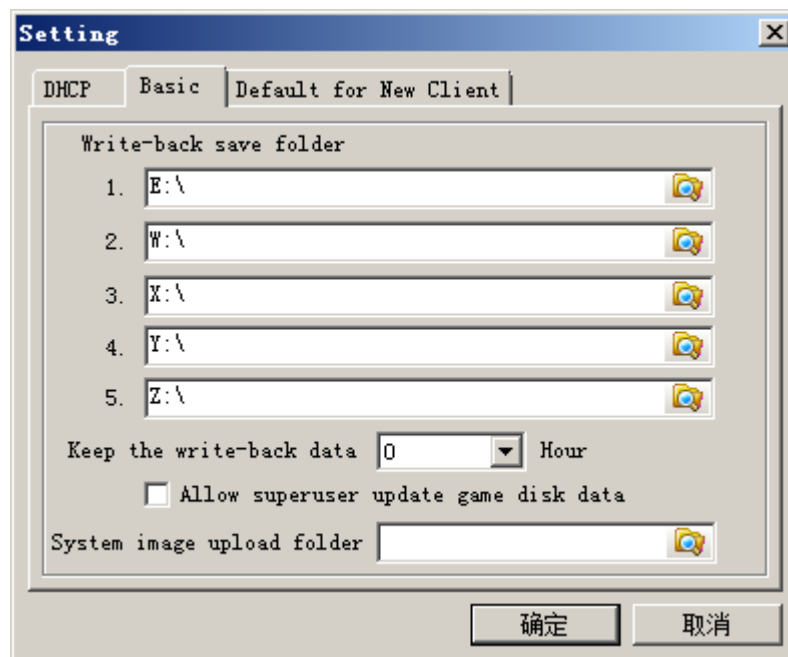 Setting
DHCP Basic Default for New Client
Write-back save folder
1. E:\
2. W:\
3. X:\
4. Y:\
5. Z:\
Keep the write-back data 0 Hour
Allow superuser update game disk data
System image upload folder
确定 取消